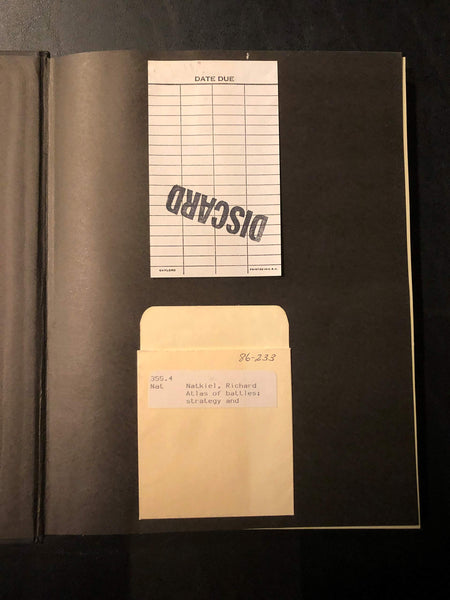 DATE DUE
DISCARD
GAYLORD
PRINTED IN U.S.A.
86-233
355.4
Nat Natkiel, Richard
Atlas of battles;
strategy and